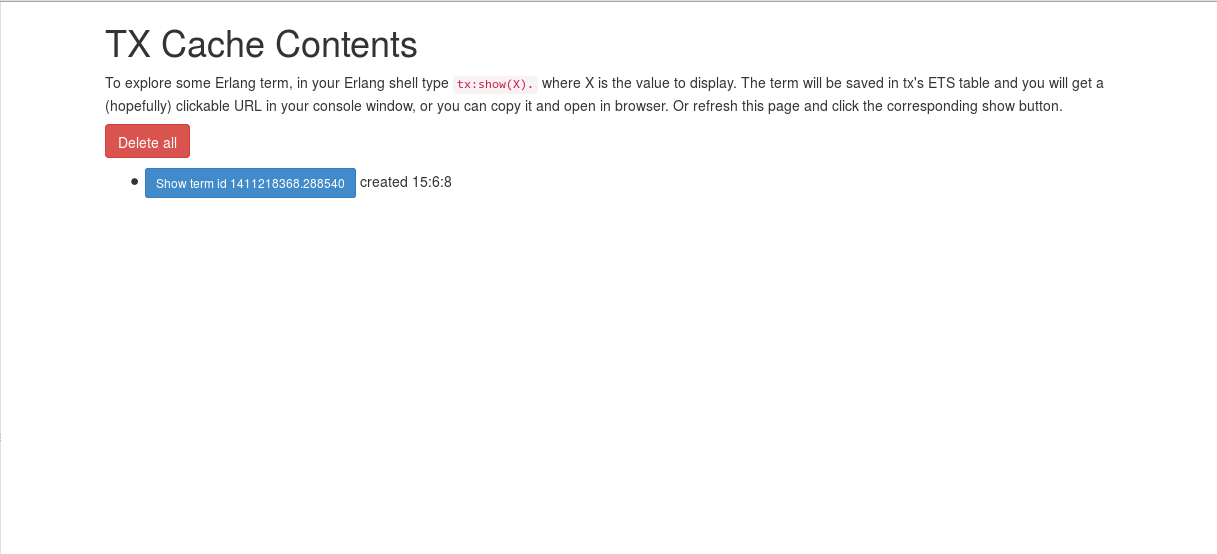 TX Cache Contents
To explore some Erlang term, in your Erlang shell type tx:show(X). where X is the value to display. The term will be saved in tx's ETS table and you will get a
(hopefully) clickable URL in your console window, or you can copy it and open in browser. Or refresh this page and click the corresponding show button.
Delete all
Show term id 1411218368.288540 created 15:6:8